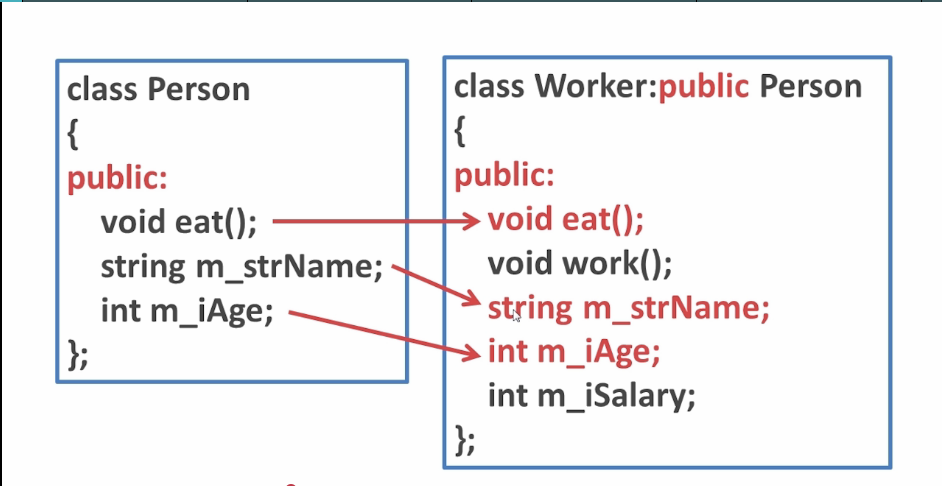 class Person
{
public:
void eat();
string m_strName;
int m_iAge;
};
class Worker:public Person
{
public:
void eat();
void work();
string m_strName;
int m_iAge;
int m_iSalary;
};